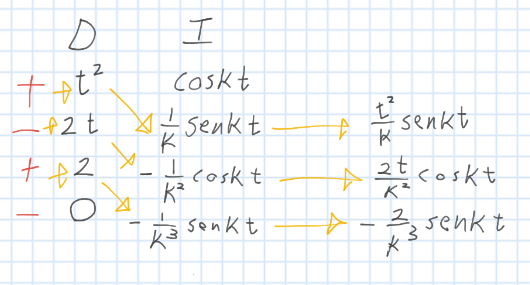 D I
+ t² cos kt
− 2t 1/k sen kt t²/k sen kt
+ 2 − 1/k² cos kt 2t/k² cos kt
− 0 − 1/k³ sen kt − 2/k³ sen kt